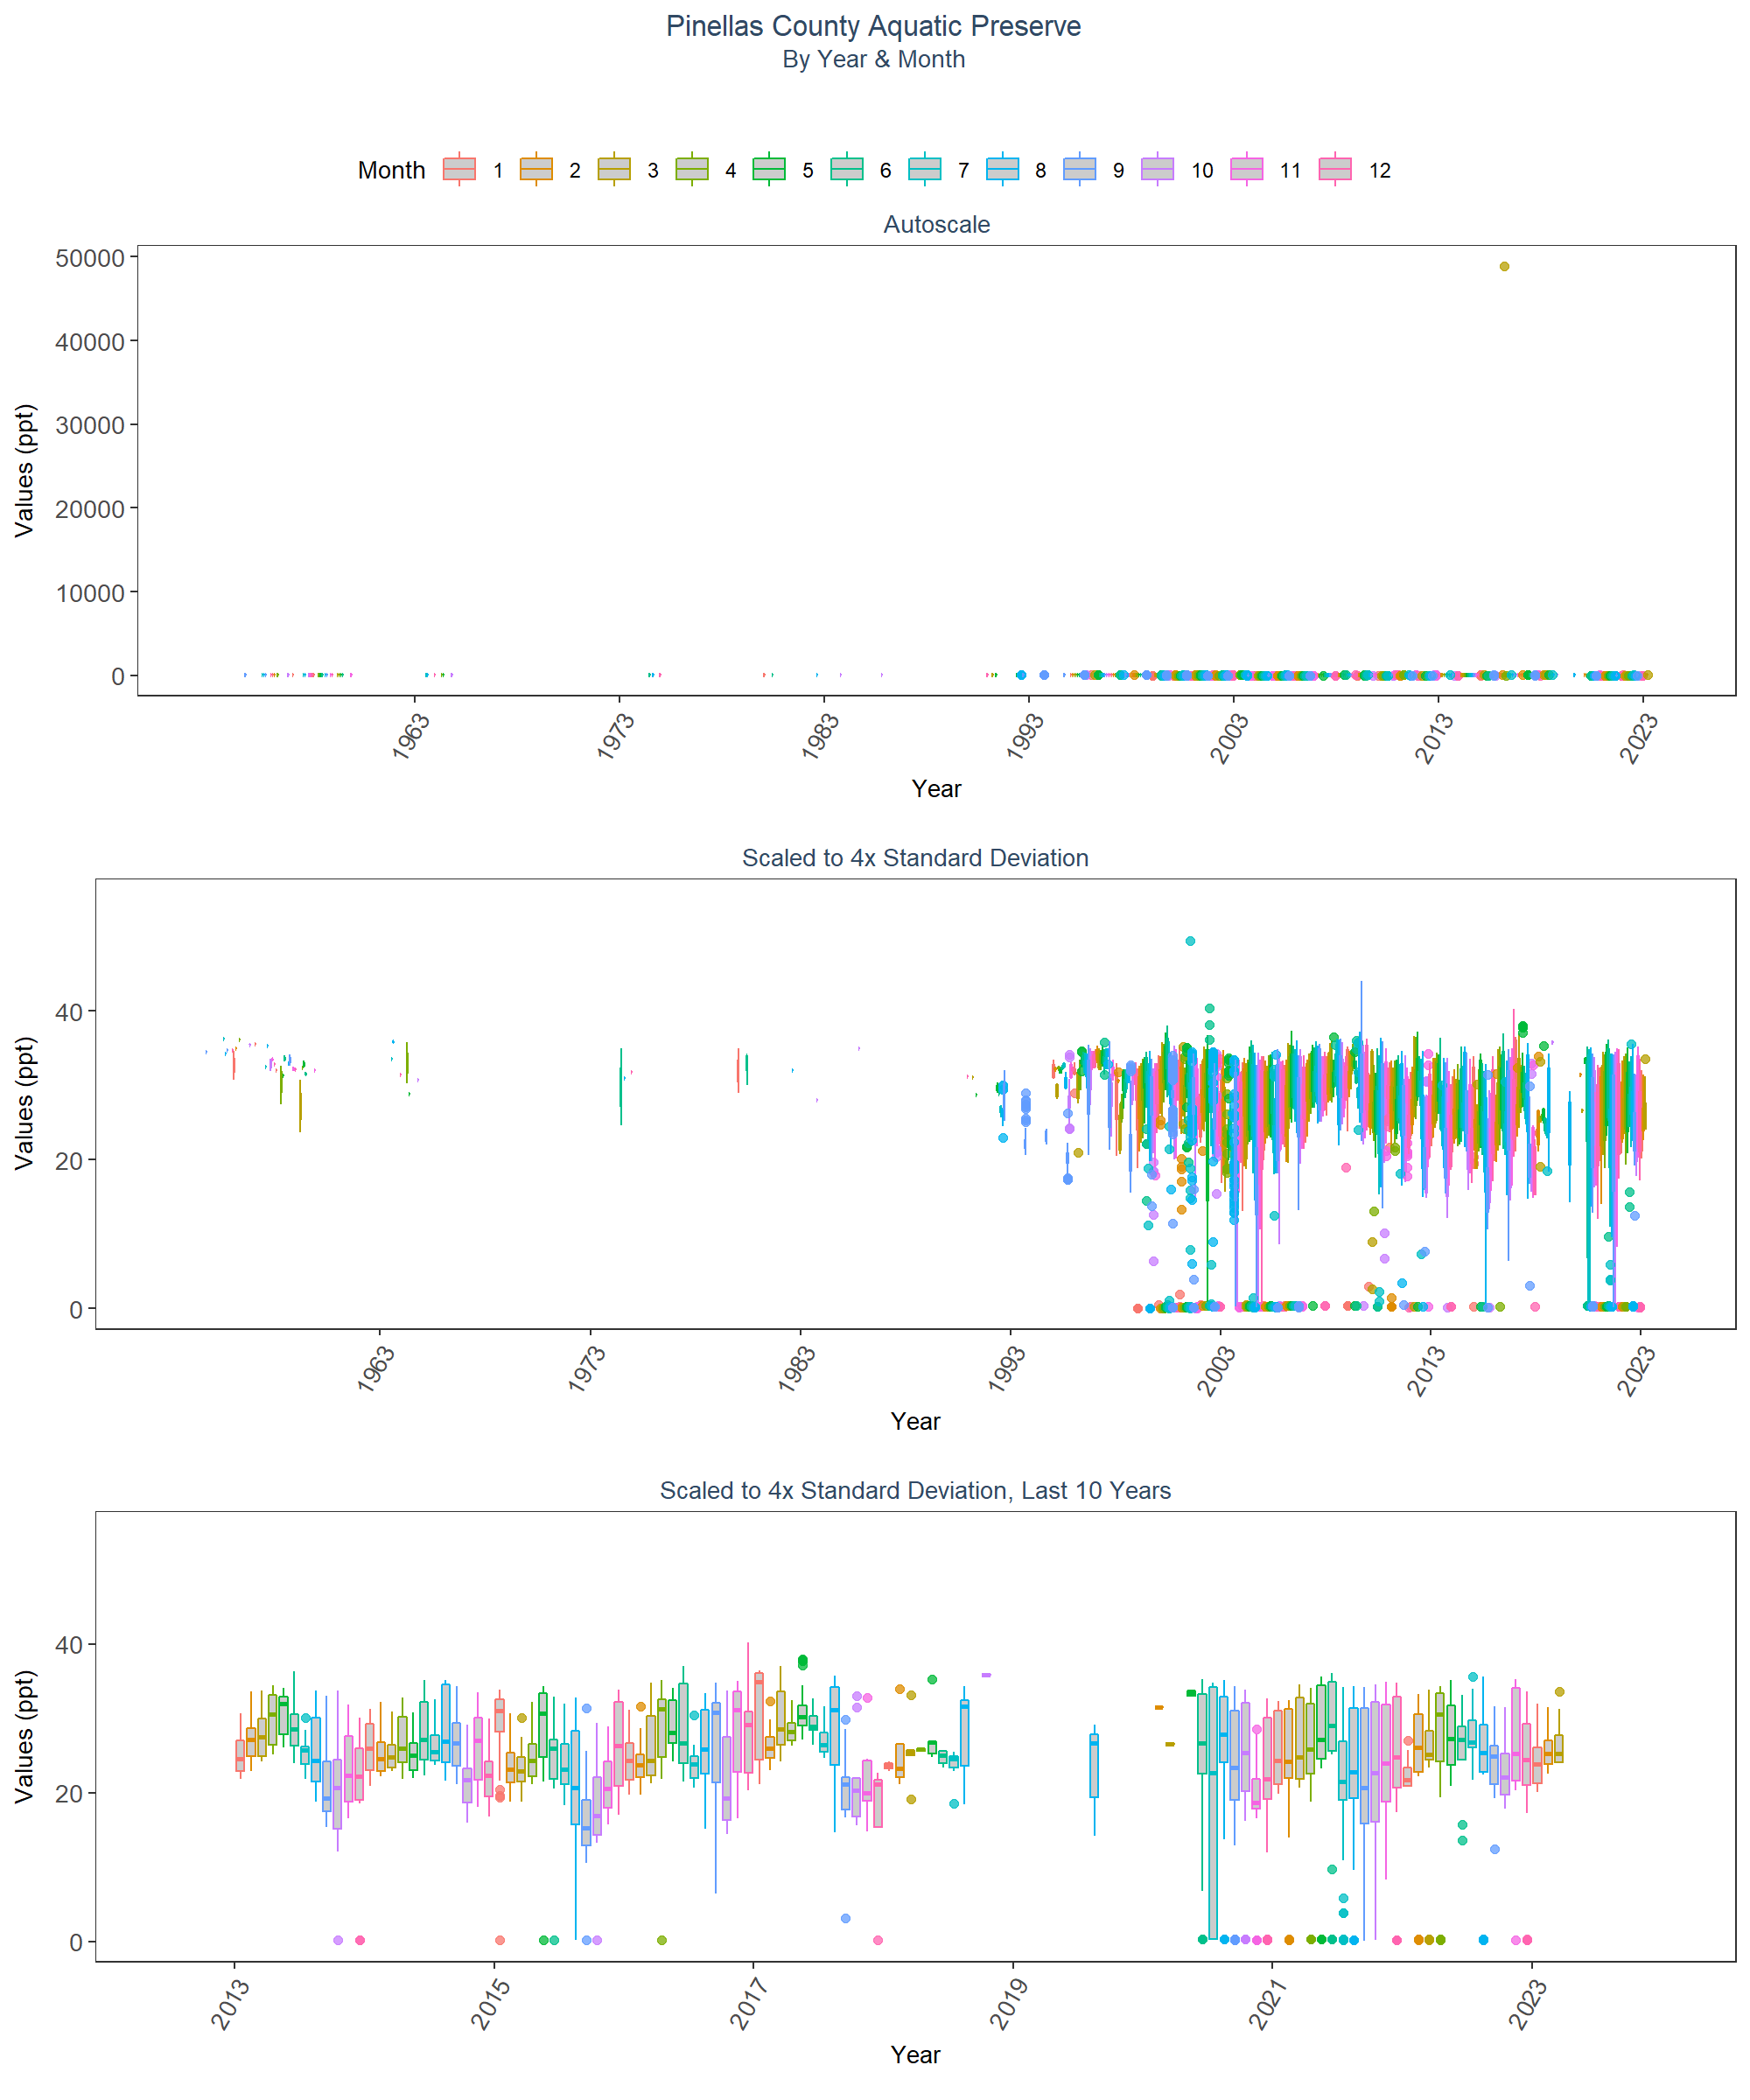 Pinellas County Aquatic Preserve
By Year & Month
Month 1 2 3 4 5 6 7 8 9 10 11 12
Autoscale
Values (ppt)
50000
40000
30000
20000
10000
0
1963 1973 1983 1993 2003 2013 2023
Year
Scaled to 4x Standard Deviation
Values (ppt)
40
20
0
1963 1973 1983 1993 2003 2013 2023
Year
Scaled to 4x Standard Deviation, Last 10 Years
Values (ppt)
40
20
0
2013 2015 2017 2019 2021 2023
Year